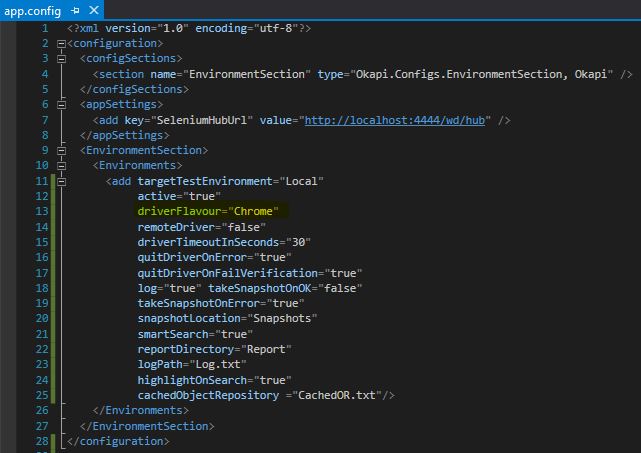 app.config
1 <?xml version="1.0" encoding="utf-8"?>
2 <configuration>
3 <configSections>
4 <section name="EnvironmentSection" type="Okapi.Configs.EnvironmentSection, Okapi" />
5 </configSections>
6 <appSettings>
7 <add key="SeleniumHubUrl" value="http://localhost:4444/wd/hub" />
8 </appSettings>
9 <EnvironmentSection>
10 <Environments>
11 <add targetTestEnvironment="Local"
12 active="true"
13 driverFlavour="Chrome"
14 remoteDriver="false"
15 driverTimeoutInSeconds="30"
16 quitDriverOnError="true"
17 quitDriverOnFailVerification="true"
18 log="true" takeSnapshotOnOK="false"
19 takeSnapshotOnError="true"
20 snapshotLocation="Snapshots"
21 smartSearch="true"
22 reportDirectory="Report"
23 logPath="Log.txt"
24 highlightOnSearch="true"
25 cachedObjectRepository ="CachedOR.txt"/>
26 </Environments>
27 </EnvironmentSection>
28 </configuration>